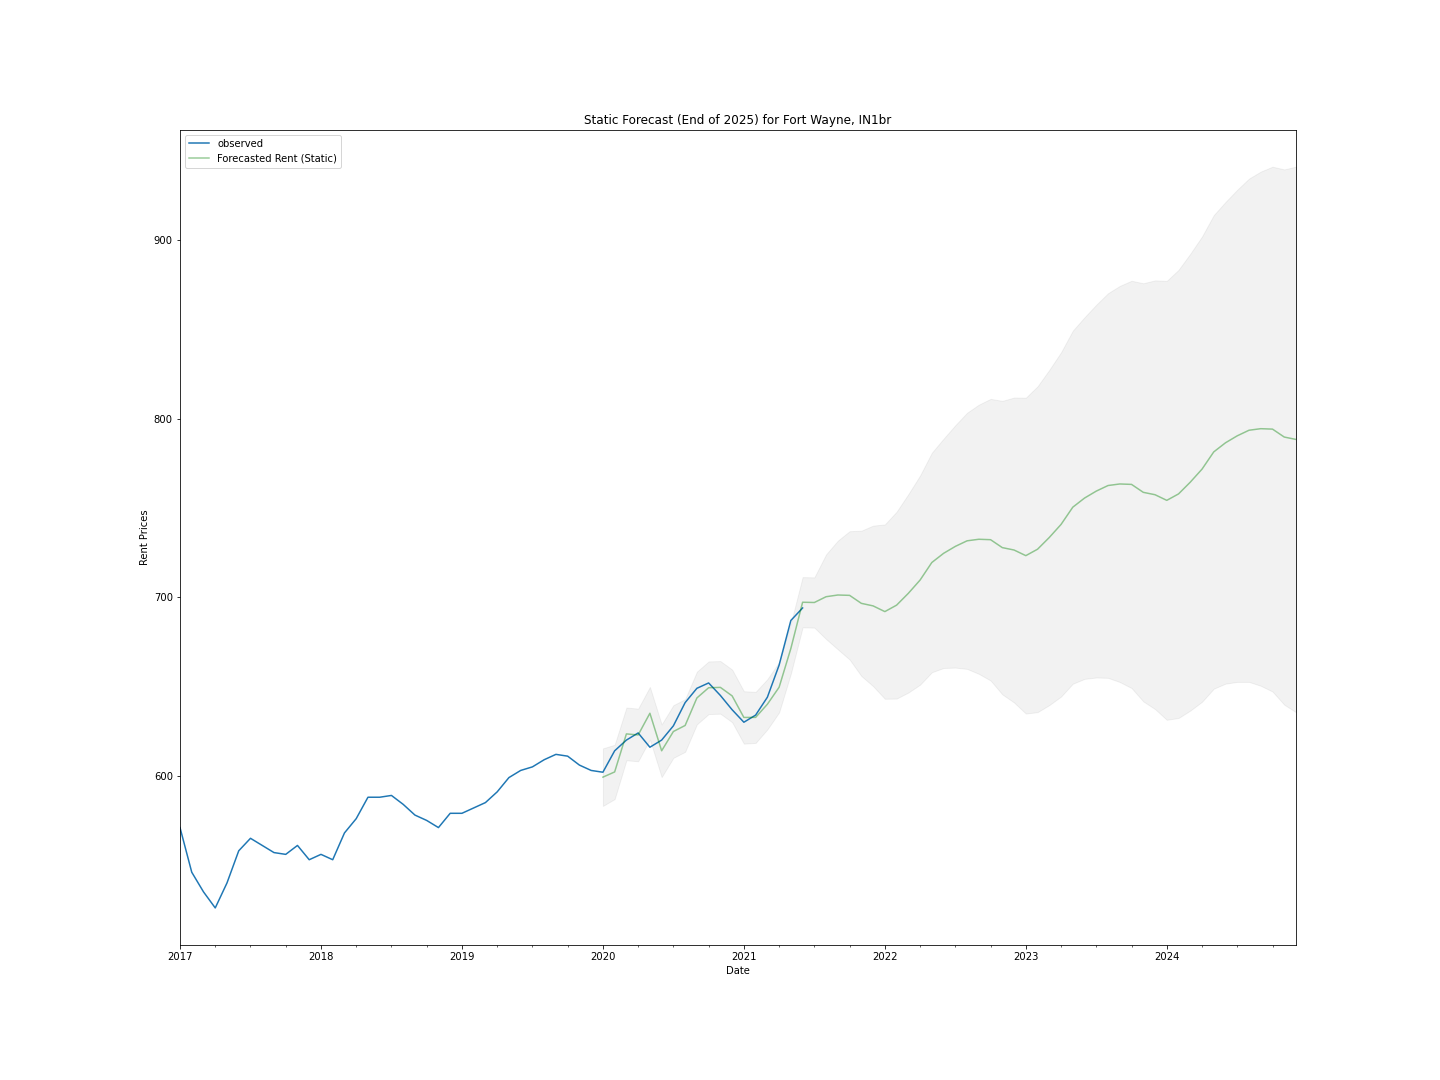 Static Forecast (End of 2025) for Fort Wayne, IN1br
observed
Forecasted Rent (Static)
900
800
700
600
Rent Prices
2017 2018 2019 2020 2021 2022 2023 2024
Date